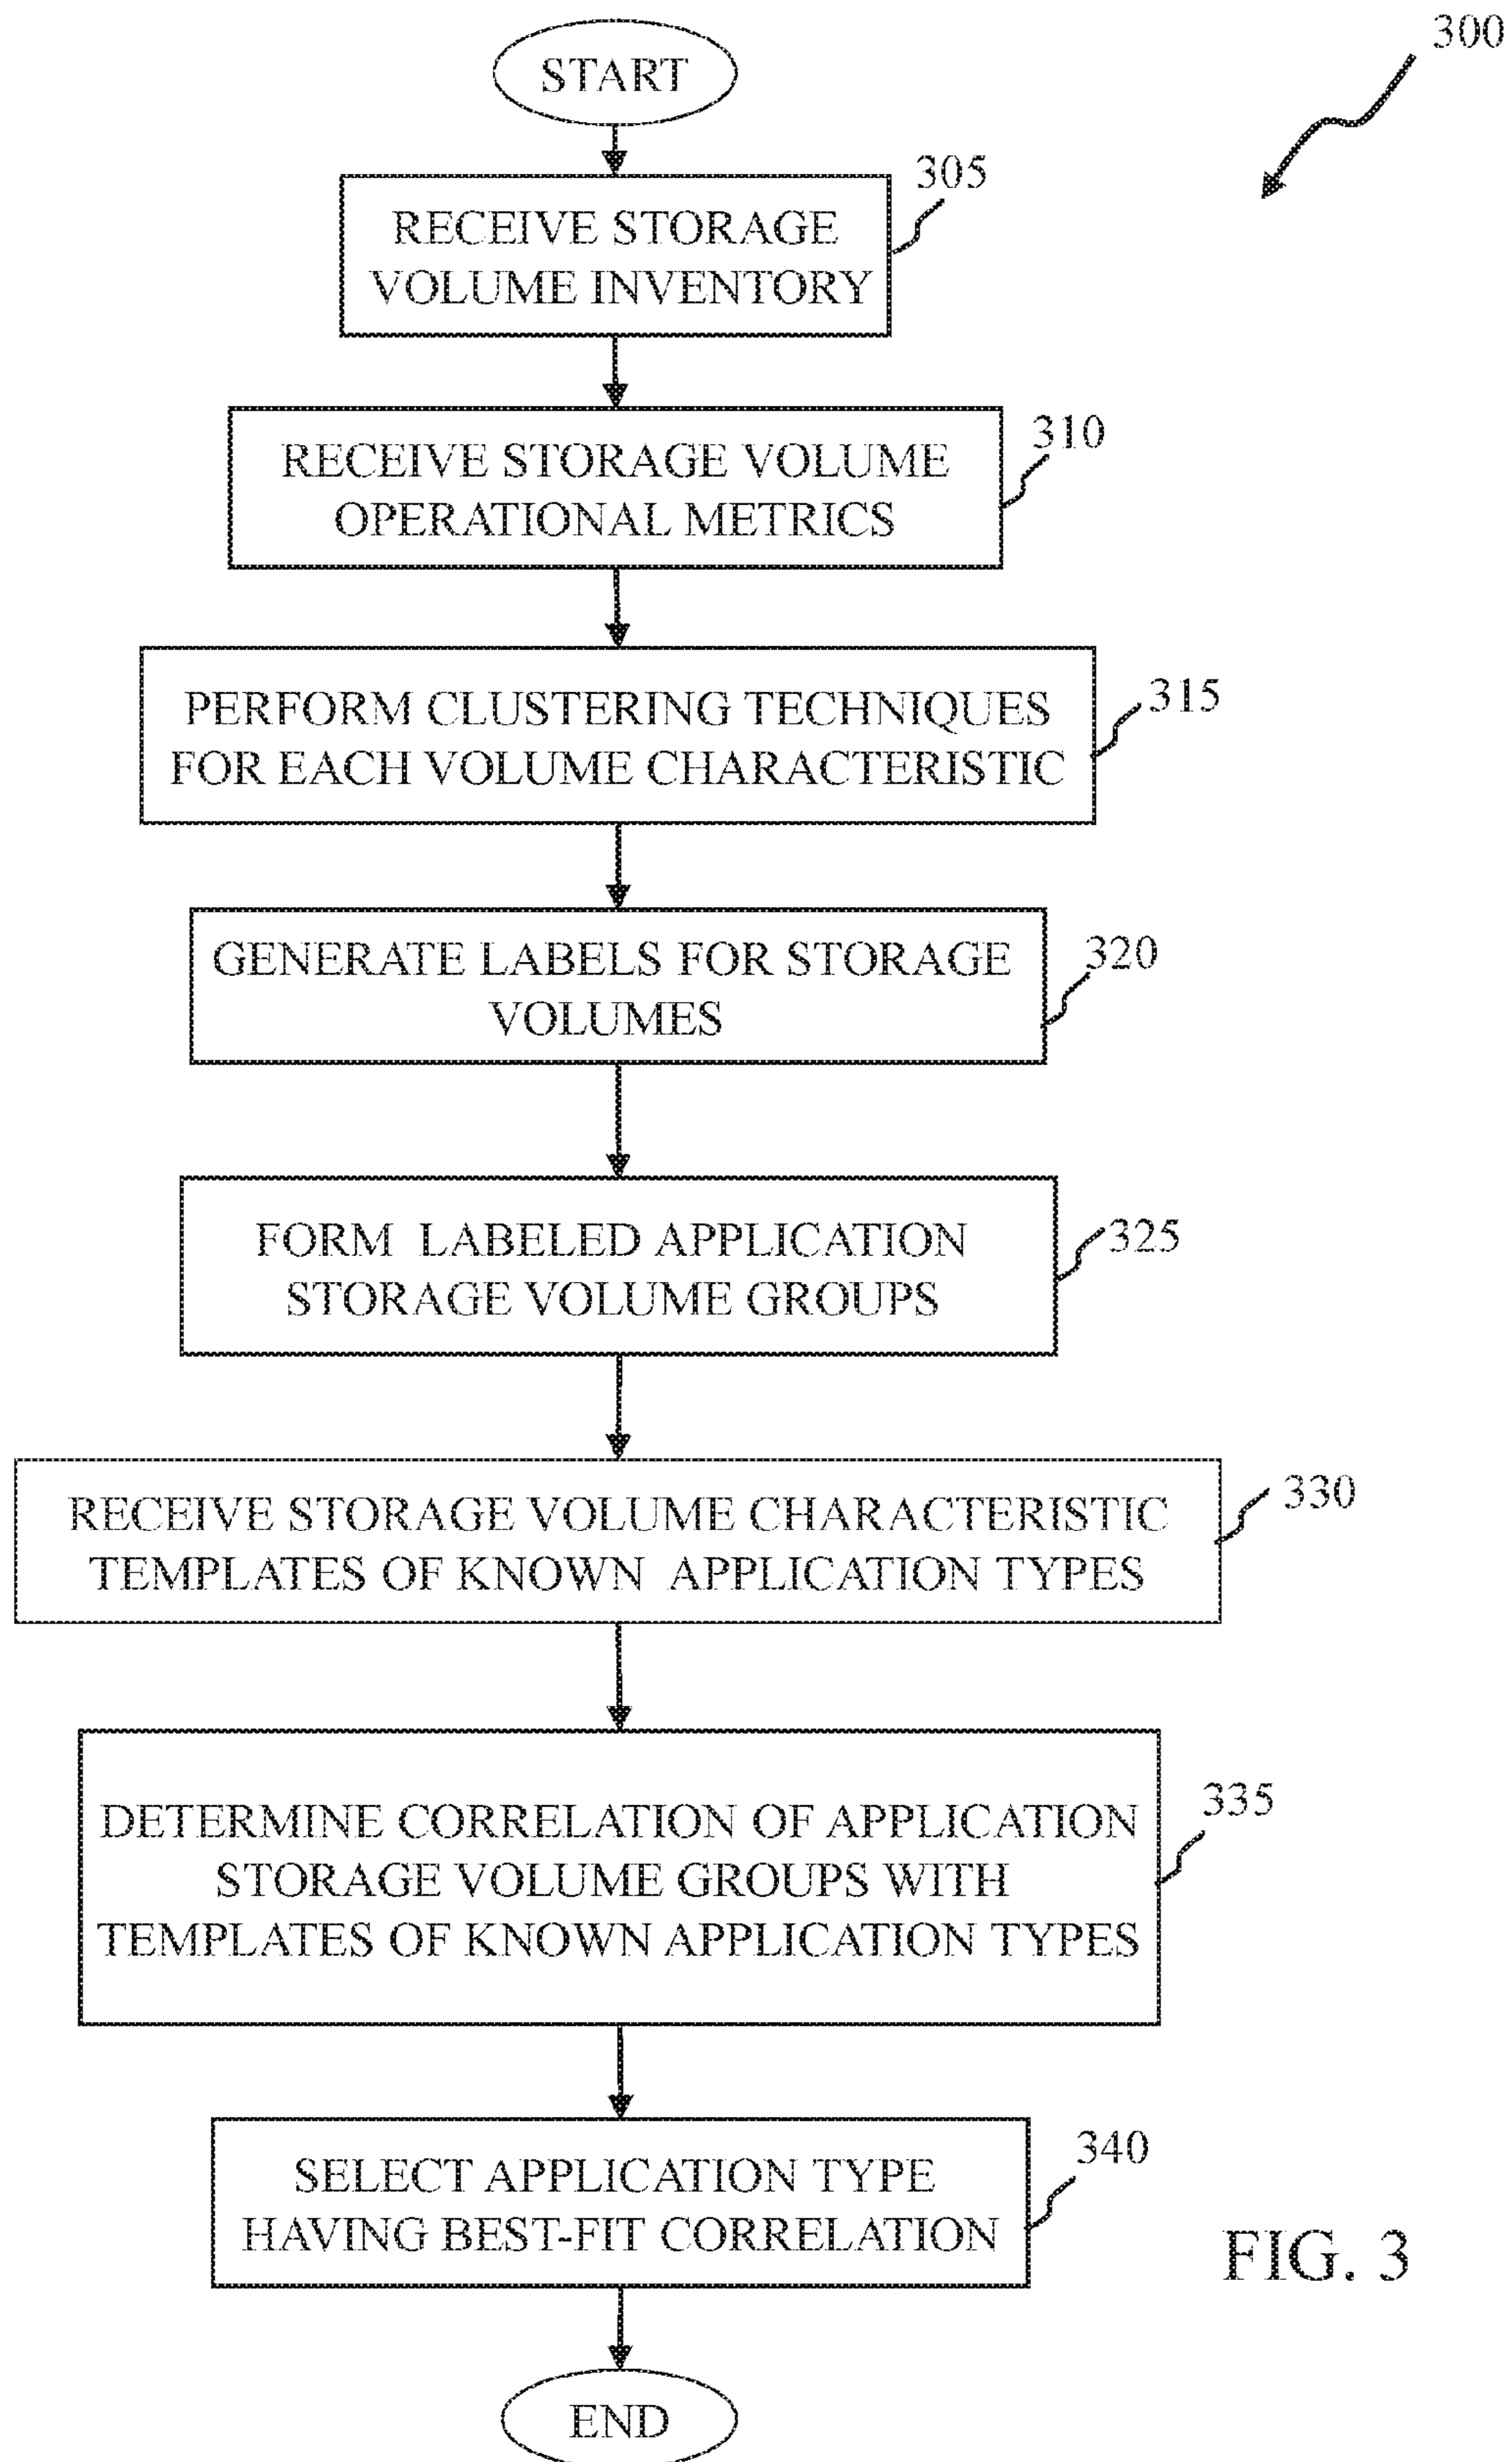 300
START
305
RECEIVE STORAGE
VOLUME INVENTORY
310
RECEIVE STORAGE VOLUME
OPERATIONAL METRICS
315
PERFORM CLUSTERING TECHNIQUES
FOR EACH VOLUME CHARACTERISTIC
320
GENERATE LABELS FOR STORAGE
VOLUMES
325
FORM LABELED APPLICATION
STORAGE VOLUME GROUPS
330
RECEIVE STORAGE VOLUME CHARACTERISTIC
TEMPLATES OF KNOWN APPLICATION TYPES
335
DETERMINE CORRELATION OF APPLICATION
STORAGE VOLUME GROUPS WITH
TEMPLATES OF KNOWN APPLICATION TYPES
340
SELECT APPLICATION TYPE
HAVING BEST-FIT CORRELATION
FIG. 3
END